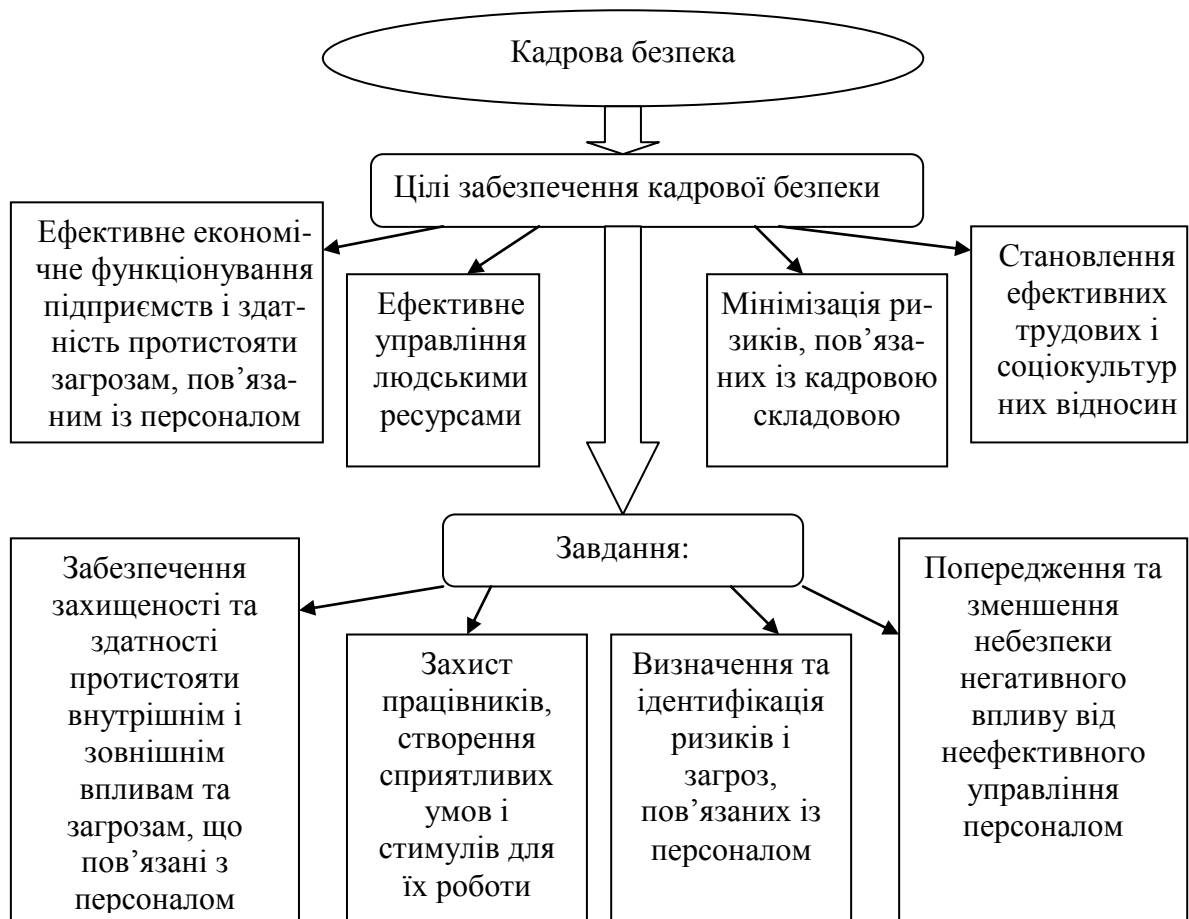 Кадрова безпека
Цілі забезпечення кадрової безпеки
Ефективне економі-
чне функціонування
підприємств і здат-
ність протистояти
загрозам, пов’яза-
ним із персоналом
Ефективне
управління
людськими
ресурсами
Мінімізація ри-
зиків, пов’яза-
них із кадровою
складовою
Становлення
ефективних
трудових і
соціокультур
них відносин
Завдання:
Забезпечення
захищеності та
здатності
протистояти
внутрішнім і
зовнішнім
впливам та
загрозам, що
пов’язані з
персоналом
Захист
працівників,
створення
сприятливих
умов і
стимулів для
їх роботи
Визначення та
ідентифікація
ризиків і
загроз,
пов’язаних із
персоналом
Попередження та
зменшення
небезпеки
негативного
впливу від
неефективного
управління
персоналом